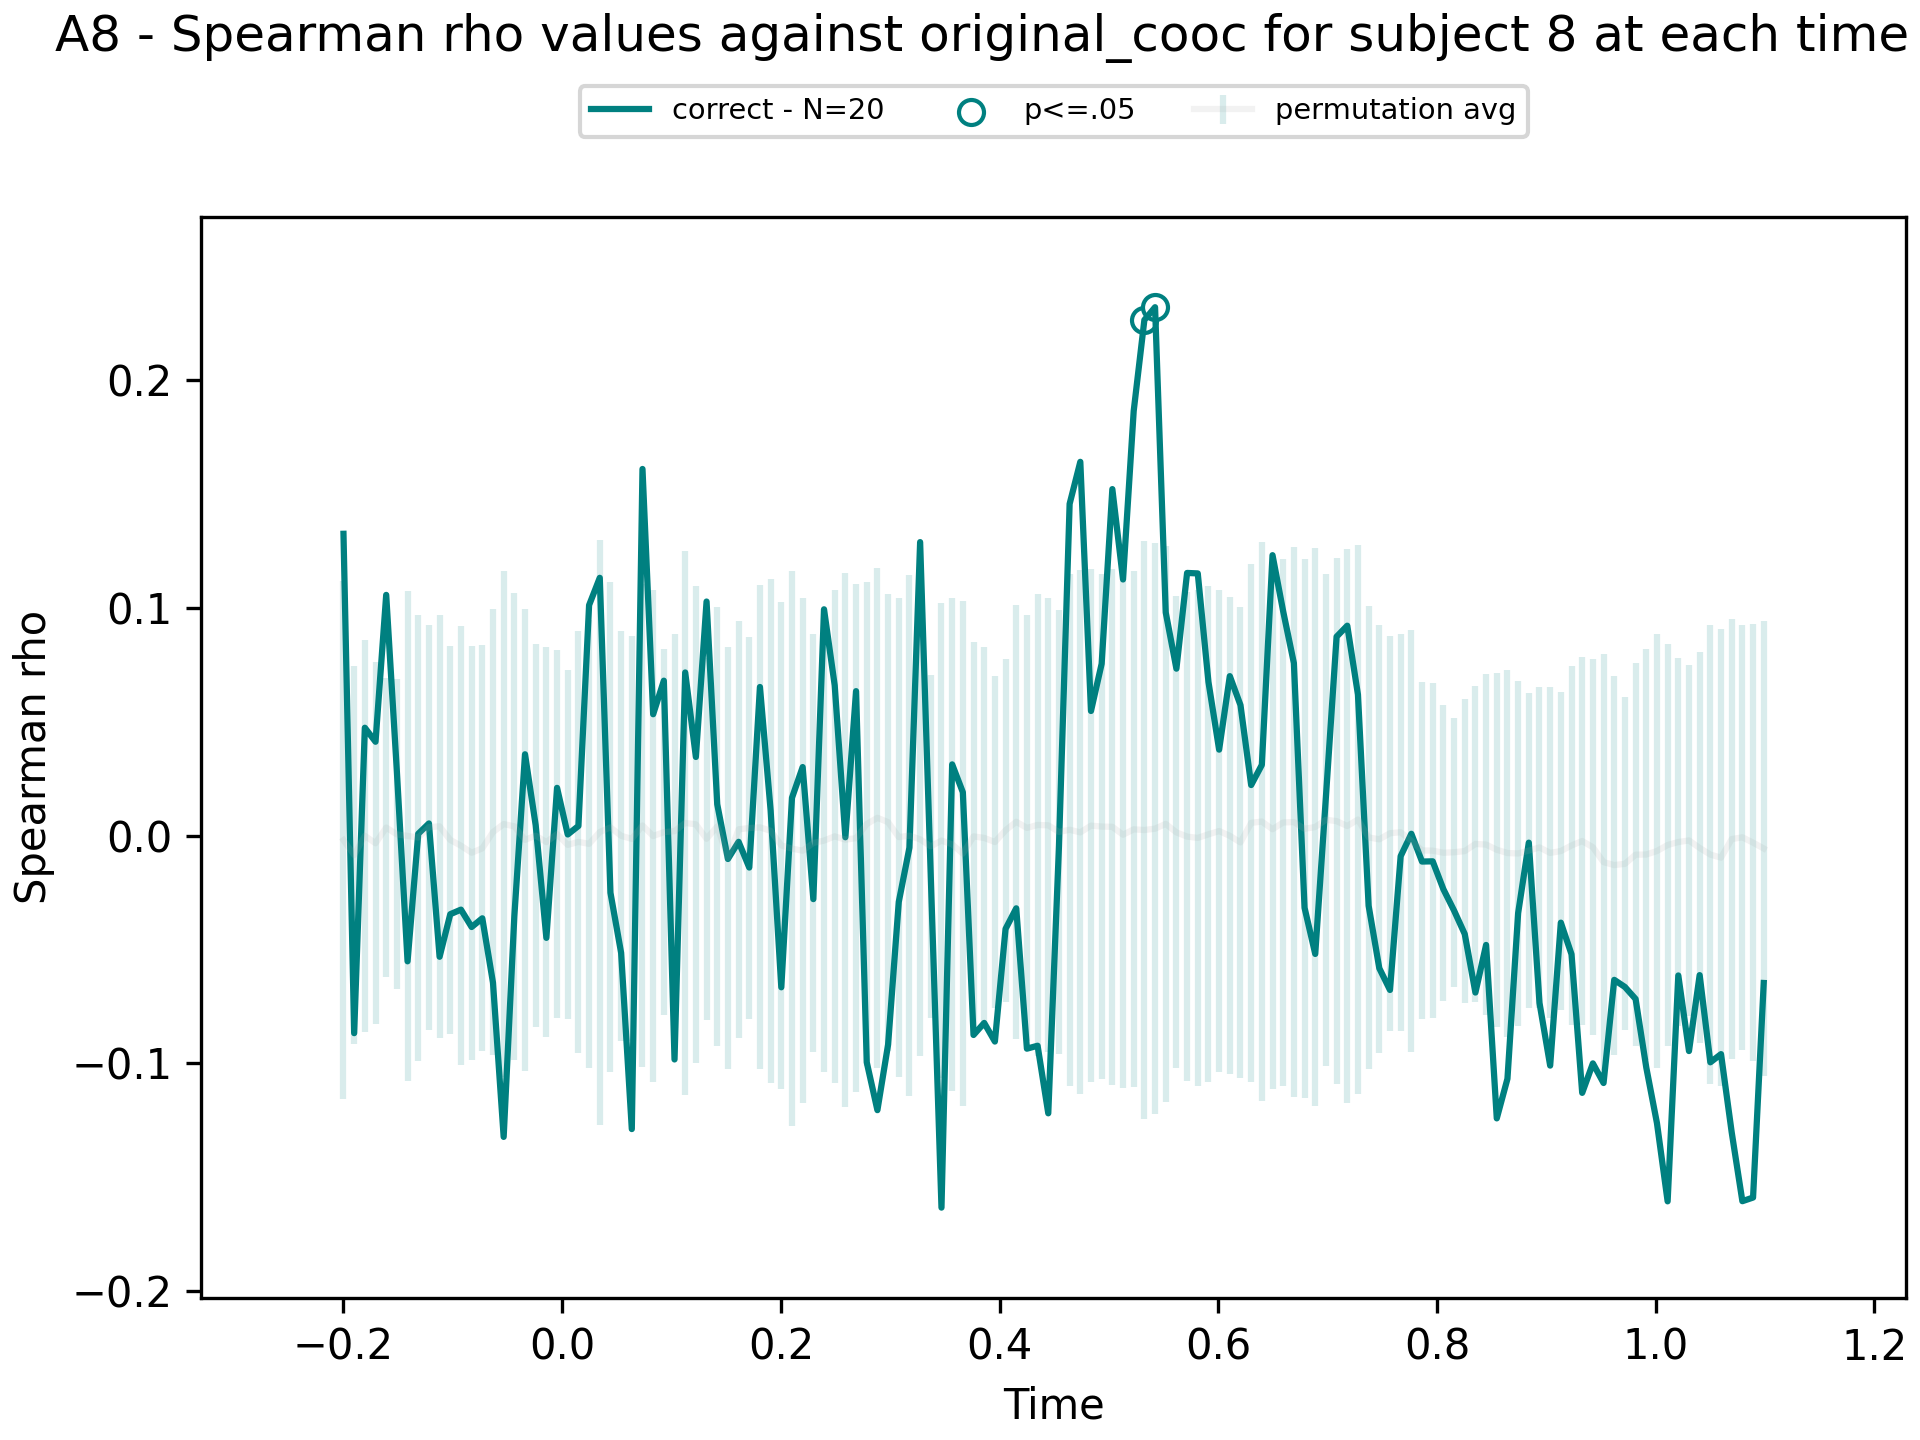 A8 - Spearman rho values against original_cooc for subject 8 at each time
correct - N=20 p<=.05 permutation avg
Spearman rho
0.2
0.1
0.0
−0.1
−0.2
−0.2 0.0 0.2 0.4 0.6 0.8 1.0 1.2
Time